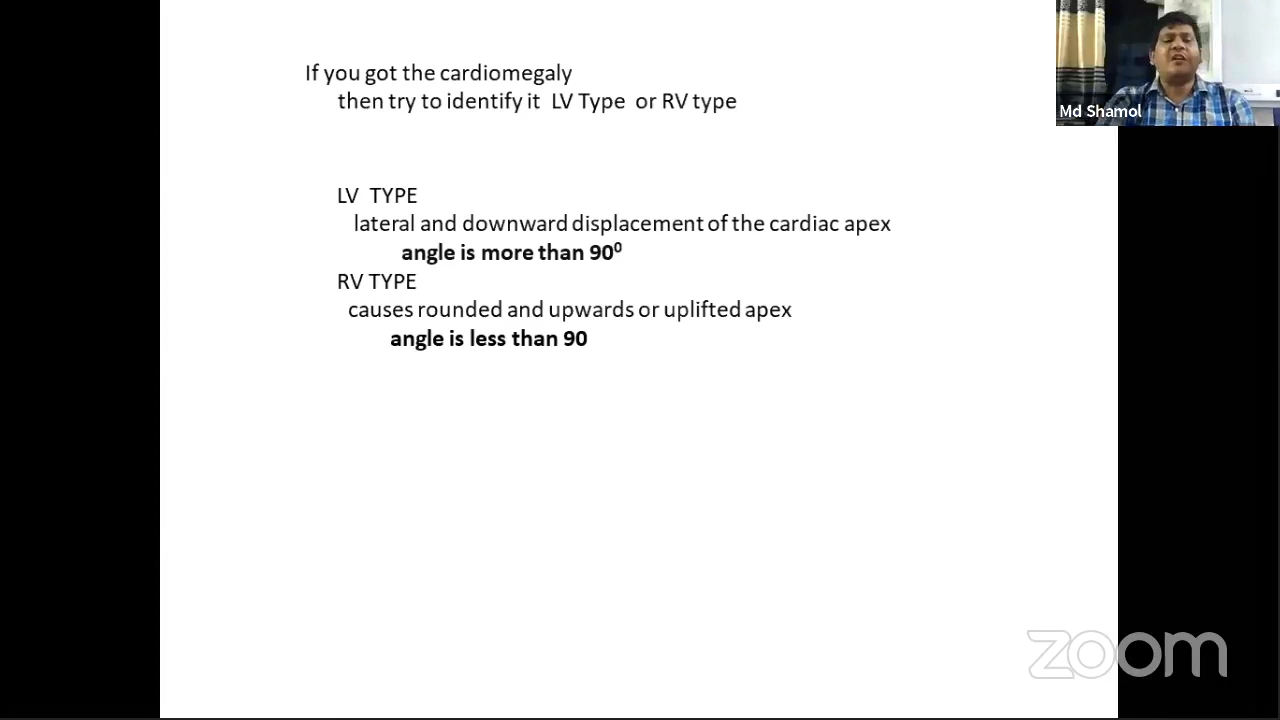 If you got the cardiomegaly
then try to identify it LV Type or RV type
Md Shamol
LV TYPE
lateral and downward displacement of the cardiac apex
angle is more than 90⁰
RV TYPE
causes rounded and upwards or uplifted apex
angle is less than 90
zoom